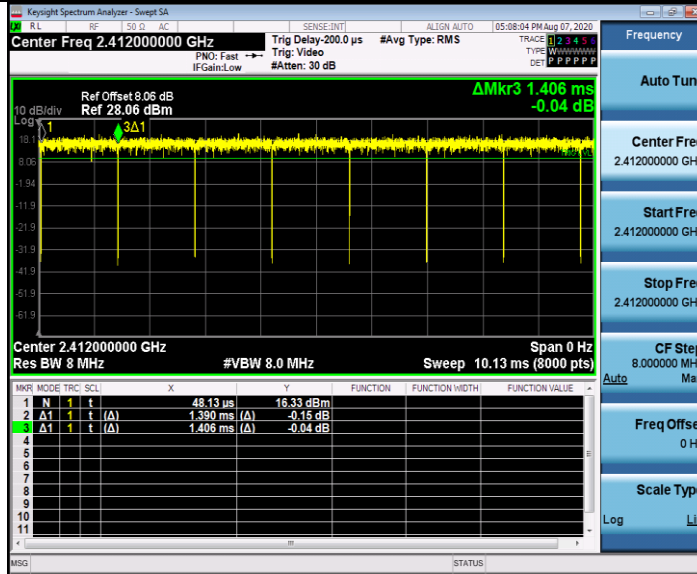 Keysight Spectrum Analyzer - Swept SA
RL RF 50 Ω AC SENSE:INT ALIGN AUTO 05:08:04 PM Aug 07, 2020
Center Freq 2.412000000 GHz
PNO: Fast
IFGain:Low
Trig Delay-200.0 µs
Trig: Video
#Atten: 30 dB
#Avg Type: RMS
TRACE 1 2 3 4 5 6
TYPE W
DET P P P P P P
Ref Offset 8.06 dB
10 dB/div Ref 28.06 dBm
ΔMkr3 1.406 ms
-0.04 dB
Log
1
3Δ1
18.1
8.06
-1.94
-11.9
-21.9
-31.9
-41.9
-51.9
-61.9
Center 2.412000000 GHz Span 0 Hz
Res BW 8 MHz #VBW 8.0 MHz Sweep 10.13 ms (8000 pts)
MKR MODE TRC SCL X Y FUNCTION FUNCTION WIDTH FUNCTION VALUE
1 N 1 t 48.13 µs 16.33 dBm
2 Δ1 1 t (Δ) 1.390 ms (Δ) -0.15 dB
3 Δ1 1 t (Δ) 1.406 ms (Δ) -0.04 dB
4
5
6
7
8
9
10
11
MSG STATUS
Frequency
Auto Tun
Center Fre
2.412000000 GH
Start Fre
2.412000000 GH
Stop Fre
2.412000000 GH
CF Ste
8.000000 MH
Auto Ma
Freq Offse
0 H
Scale Typ
Log Li